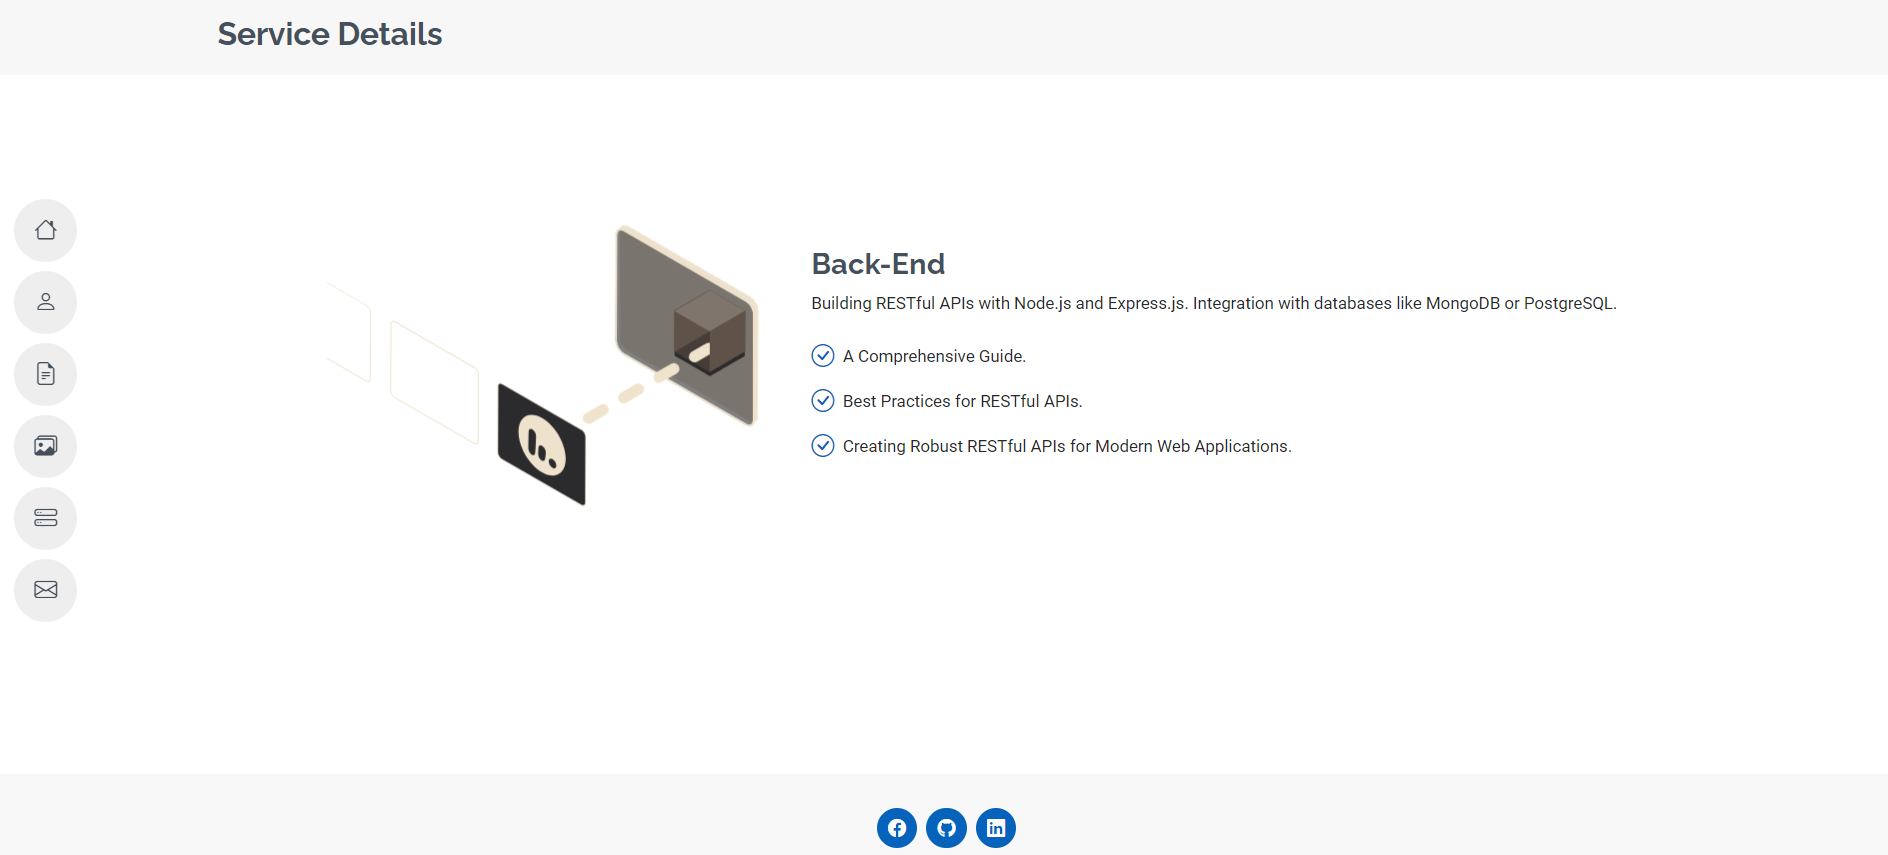 Service Details
Back-End
Building RESTful APIs with Node.js and Express.js. Integration with databases like MongoDB or PostgreSQL.
A Comprehensive Guide.
Best Practices for RESTful APIs.
Creating Robust RESTful APIs for Modern Web Applications.